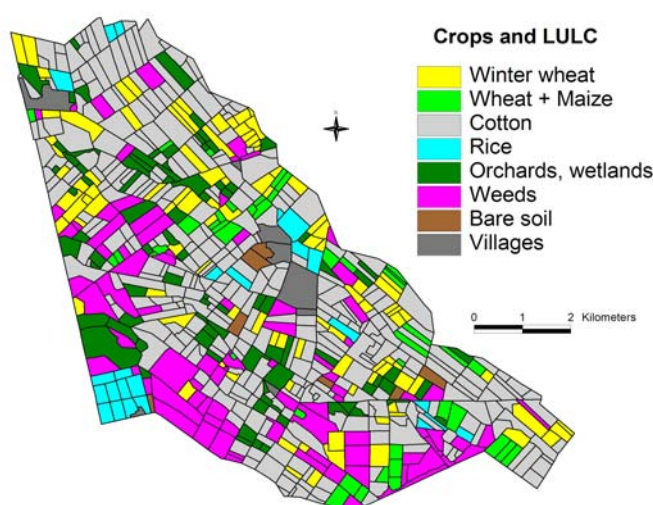 Crops and LULC
Winter wheat
Wheat + Maize
Cotton
Rice
Orchards, wetlands
Weeds
Bare soil
Villages
0 1 2 Kilometers